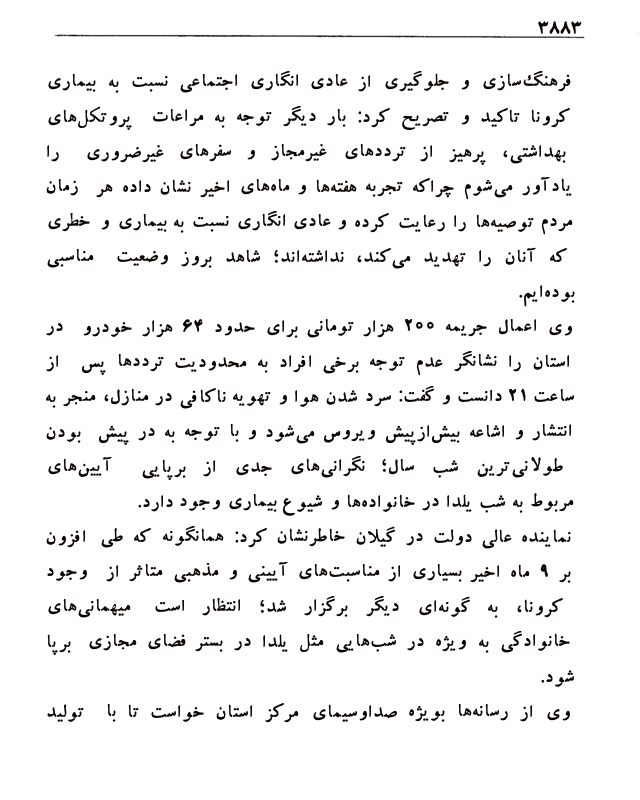 ۳۸۸۳
فرهنگ‌سازی و جلوگیری از عادی انگاری اجتماعی نسبت به بیماری
کرونا تاکید و تصریح کرد: بار دیگر توجه به مراعات پروتکل‌های
بهداشتی، پرهیز از ترددهای غیرمجاز و سفرهای غیرضروری را
یادآور می‌شوم چراکه تجربه هفته‌ها و ماه‌های اخیر نشان داده هر زمان
مردم توصیه‌ها را رعایت کرده و عادی انگاری نسبت به بیماری و خطری
که آنان را تهدید می‌کند، نداشته‌اند؛ شاهد بروز وضعیت مناسبی
بوده‌ایم.
وی اعمال جریمه ۲۰۰ هزار تومانی برای حدود ۶۴ هزار خودرو در
استان را نشانگر عدم توجه برخی افراد به محدودیت ترددها پس از
ساعت ۲۱ دانست و گفت: سرد شدن هوا و تهویه ناکافی در منازل، منجر به
انتشار و اشاعه بیش‌ازپیش ویروس می‌شود و با توجه به در پیش بودن
طولانی‌ترین شب سال؛ نگرانی‌های جدی از برپایی آیین‌های
مربوط به شب یلدا در خانواده‌ها و شیوع بیماری وجود دارد.
نماینده عالی دولت در گیلان خاطرنشان کرد: همانگونه که طی افزون
بر ۹ ماه اخیر بسیاری از مناسبت‌های آیینی و مذهبی متاثر از وجود
کرونا، به گونه‌ای دیگر برگزار شد؛ انتظار است میهمانی‌های
خانوادگی به ویژه در شب‌هایی مثل یلدا در بستر فضای مجازی برپا
شود.
وی از رسانه‌ها بویژه صداوسیمای مرکز استان خواست تا با تولید